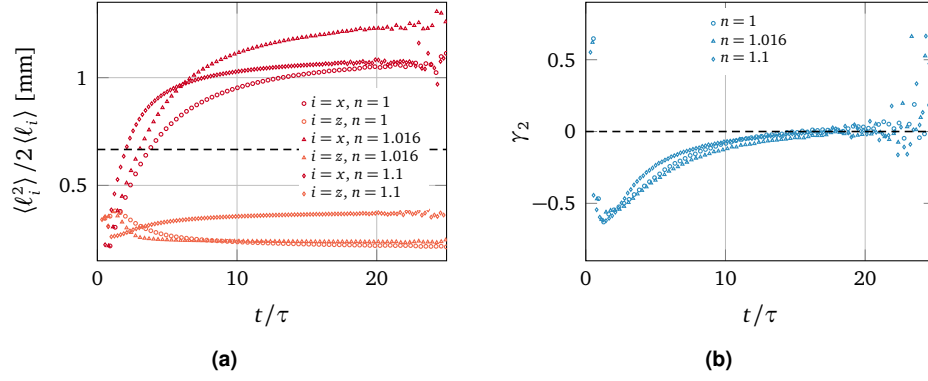 ⟨ℓ_i^2⟩/2 ⟨ℓ_i⟩ [mm]
1
0.5
i = x, n = 1
i = z, n = 1
i = x, n = 1.016
i = z, n = 1.016
i = x, n = 1.1
i = z, n = 1.1
0 10 20
t/τ
(a)
γ_2
0.5
0
−0.5
n = 1
n = 1.016
n = 1.1
0 10 20
t/τ
(b)